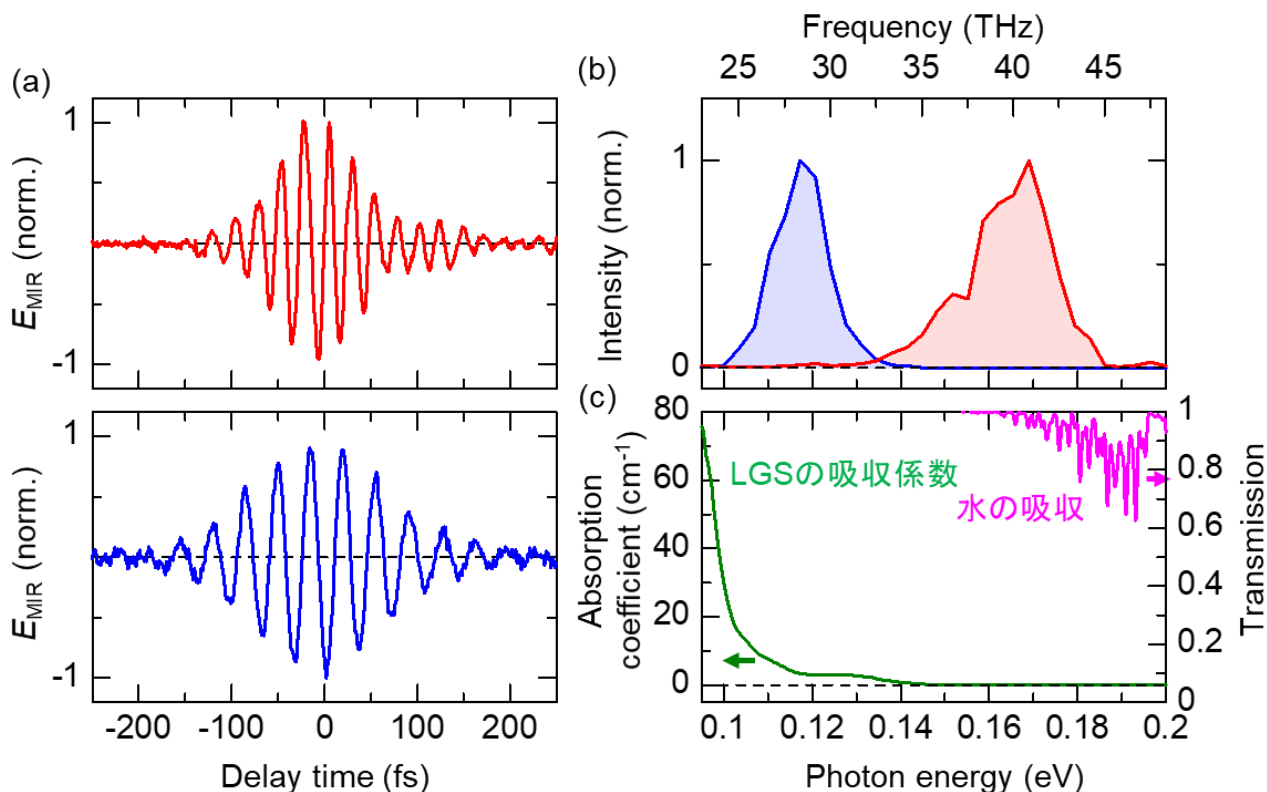 (a)
1
E_MIR (norm.)
-1
1
E_MIR (norm.)
-1
-200 -100 0 100 200
Delay time (fs)
Frequency (THz)
(b)
25 30 35 40 45
1
Intensity (norm.)
0
(c)
80
60
40
20
0
Absorption
coefficient (cm⁻¹)
LGSの吸収係数
水の吸収
1
0.8
0.6
0.4
0.2
0
Transmission
0.1 0.12 0.14 0.16 0.18 0.2
Photon energy (eV)